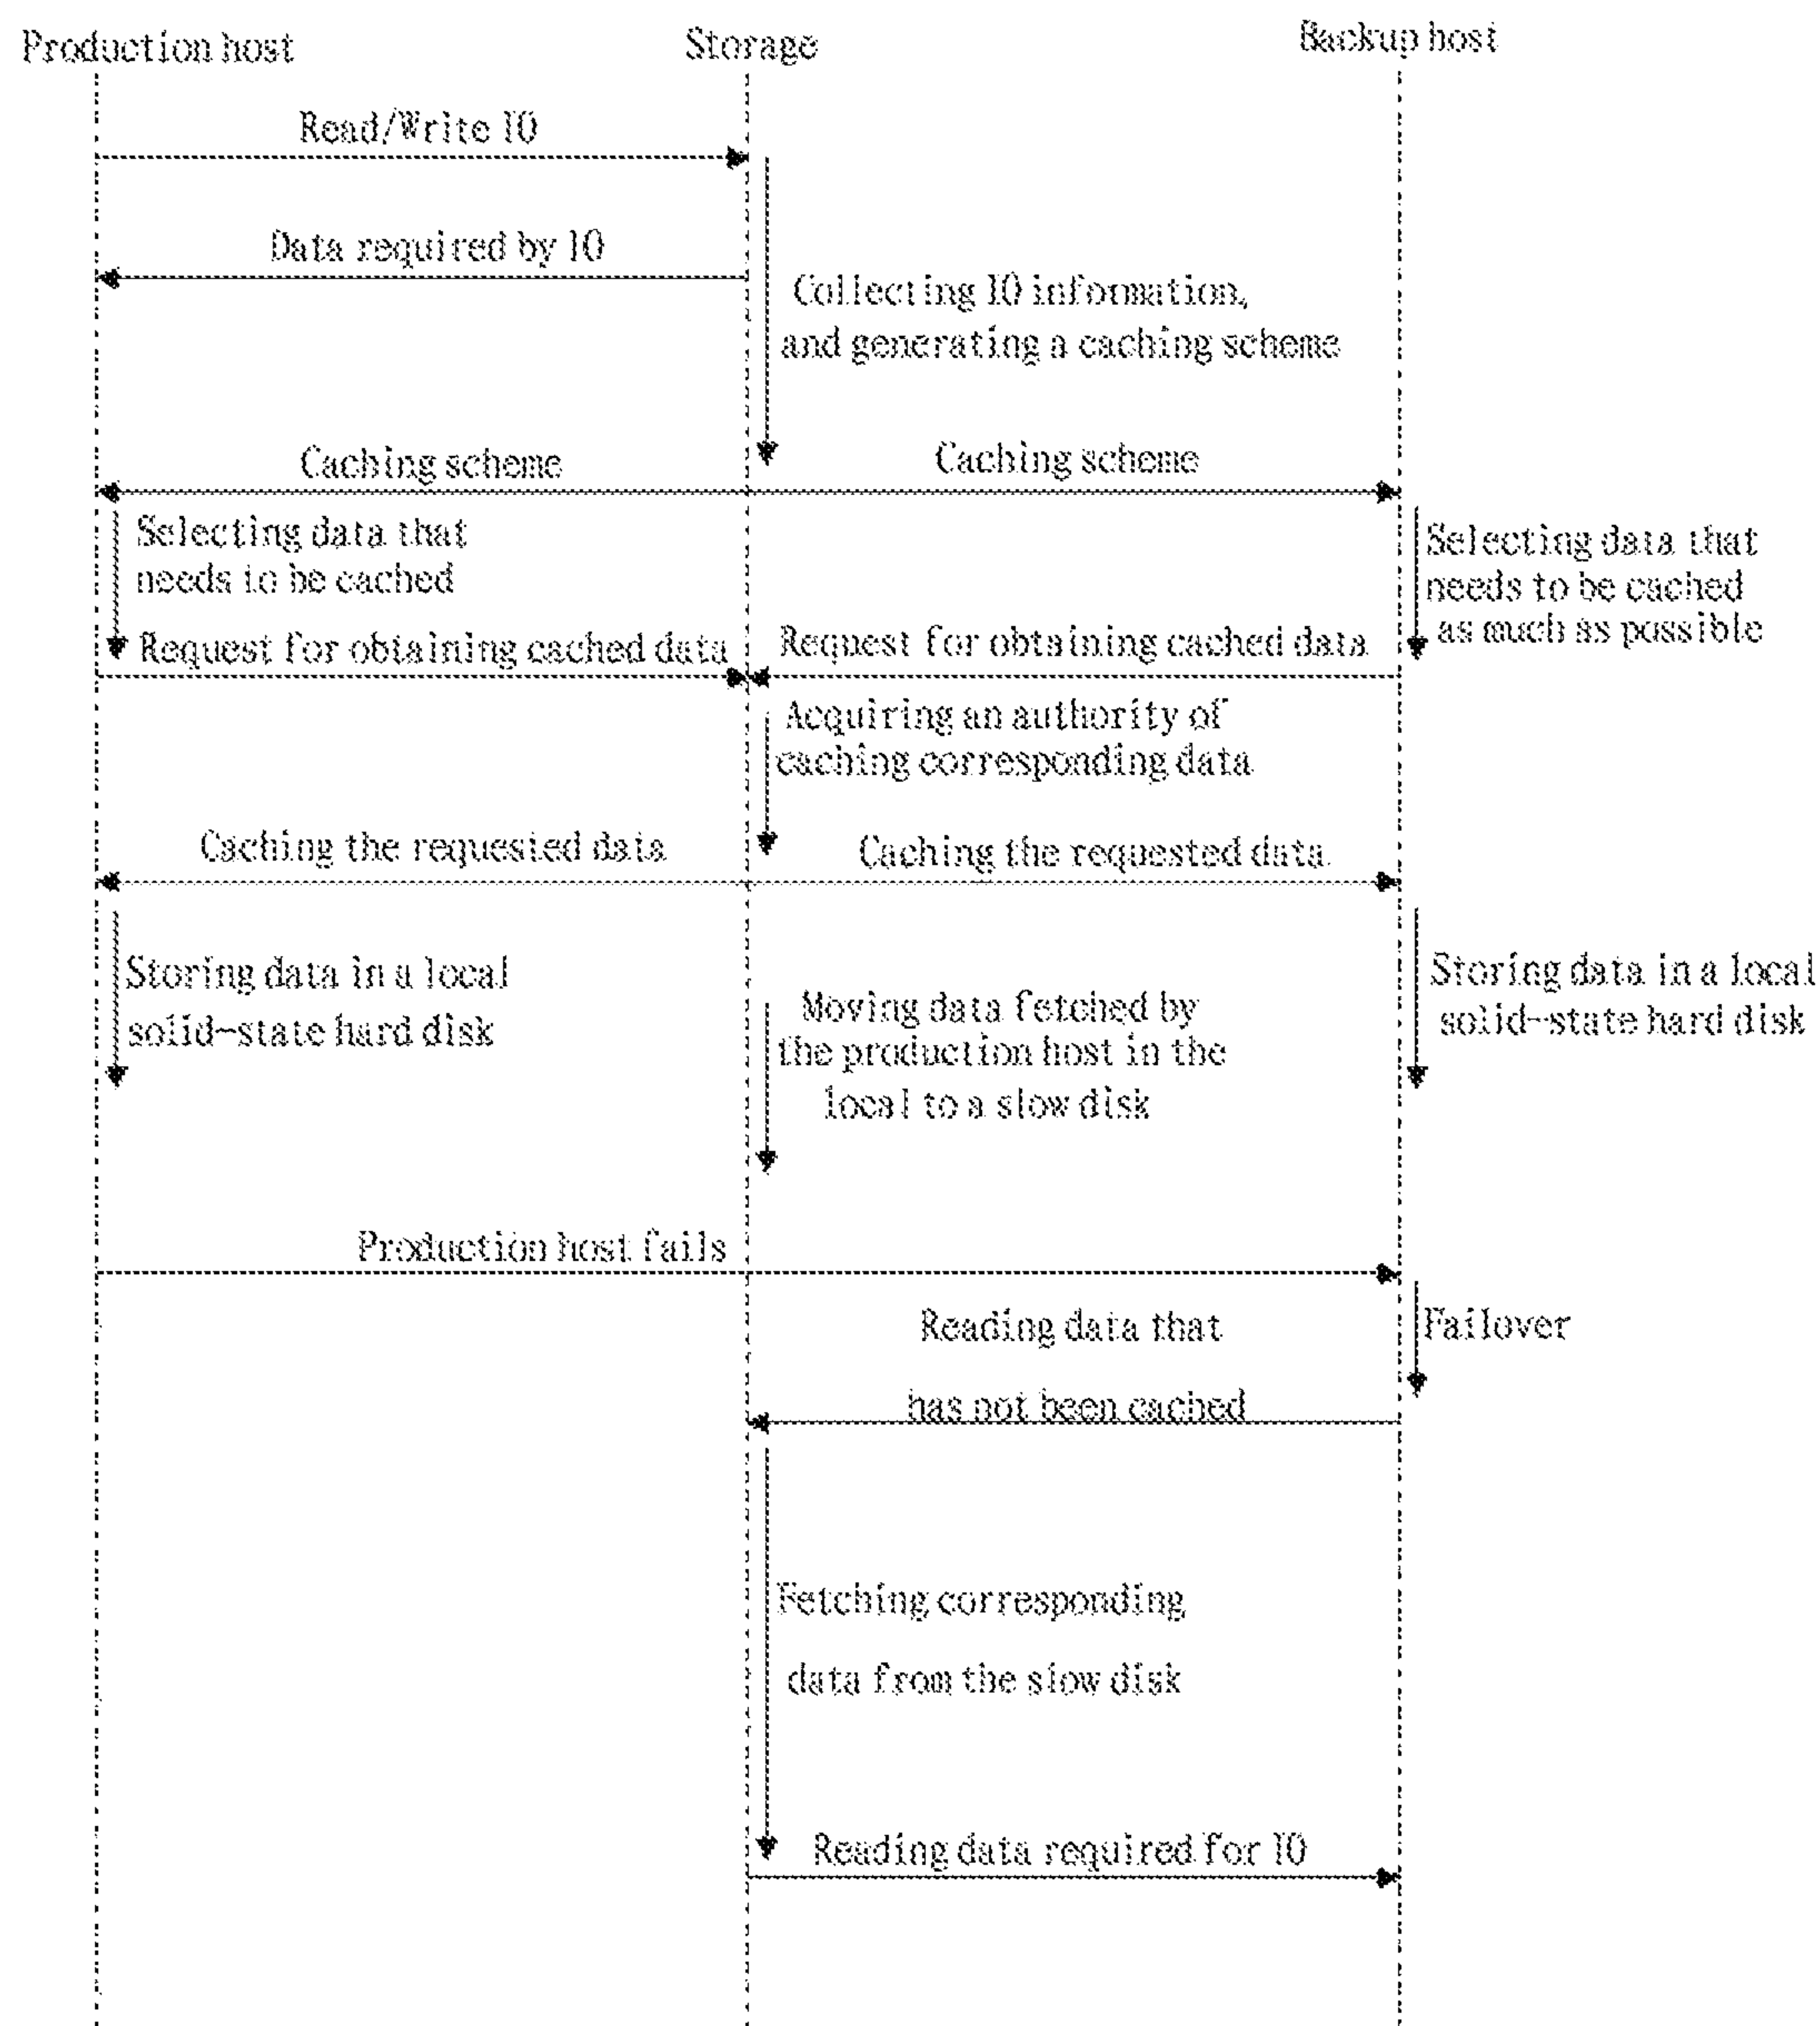 Production host
Storage
Backup host
Read/Write IO
Data required by IO
Collecting IO information,
and generating a caching scheme
Caching scheme
Caching scheme
Selecting data that
needs to be cached
Selecting data that
needs to be cached
as much as possible
Request for obtaining cached data
Request for obtaining cached data
Acquiring an authority of
caching corresponding data
Caching the requested data
Caching the requested data
Storing data in a local
solid-state hard disk
Moving data fetched by
the production host in the
local to a slow disk
Storing data in a local
solid-state hard disk
Production host fails
Failover
Reading data that
has not been cached
Fetching corresponding
data from the slow disk
Reading data required for IO